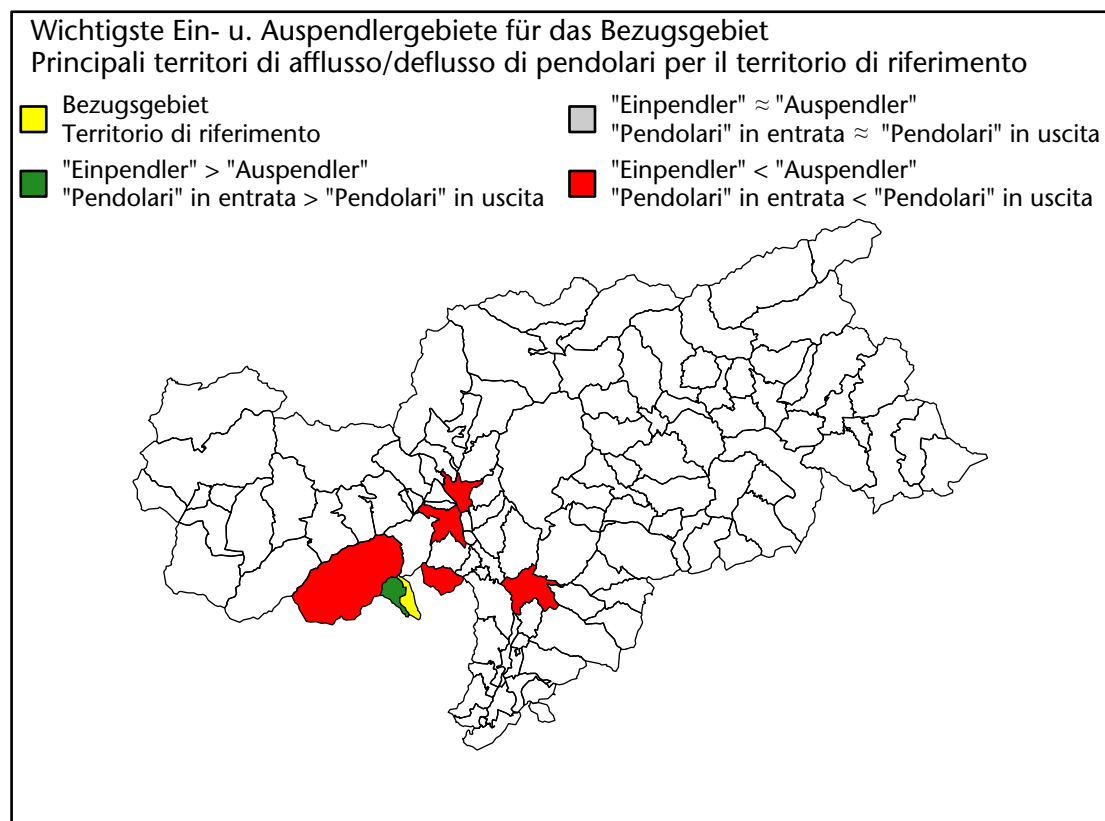 Wichtigste Ein- u. Auspendlergebiete für das Bezugsgebiet
Principali territori di afflusso/deflusso di pendolari per il territorio di riferimento
Bezugsgebiet
Territorio di riferimento
"Einpendler" > "Auspendler"
"Pendolari" in entrata > "Pendolari" in uscita
"Einpendler" ≈ "Auspendler"
"Pendolari" in entrata ≈ "Pendolari" in uscita
"Einpendler" < "Auspendler"
"Pendolari" in entrata < "Pendolari" in uscita